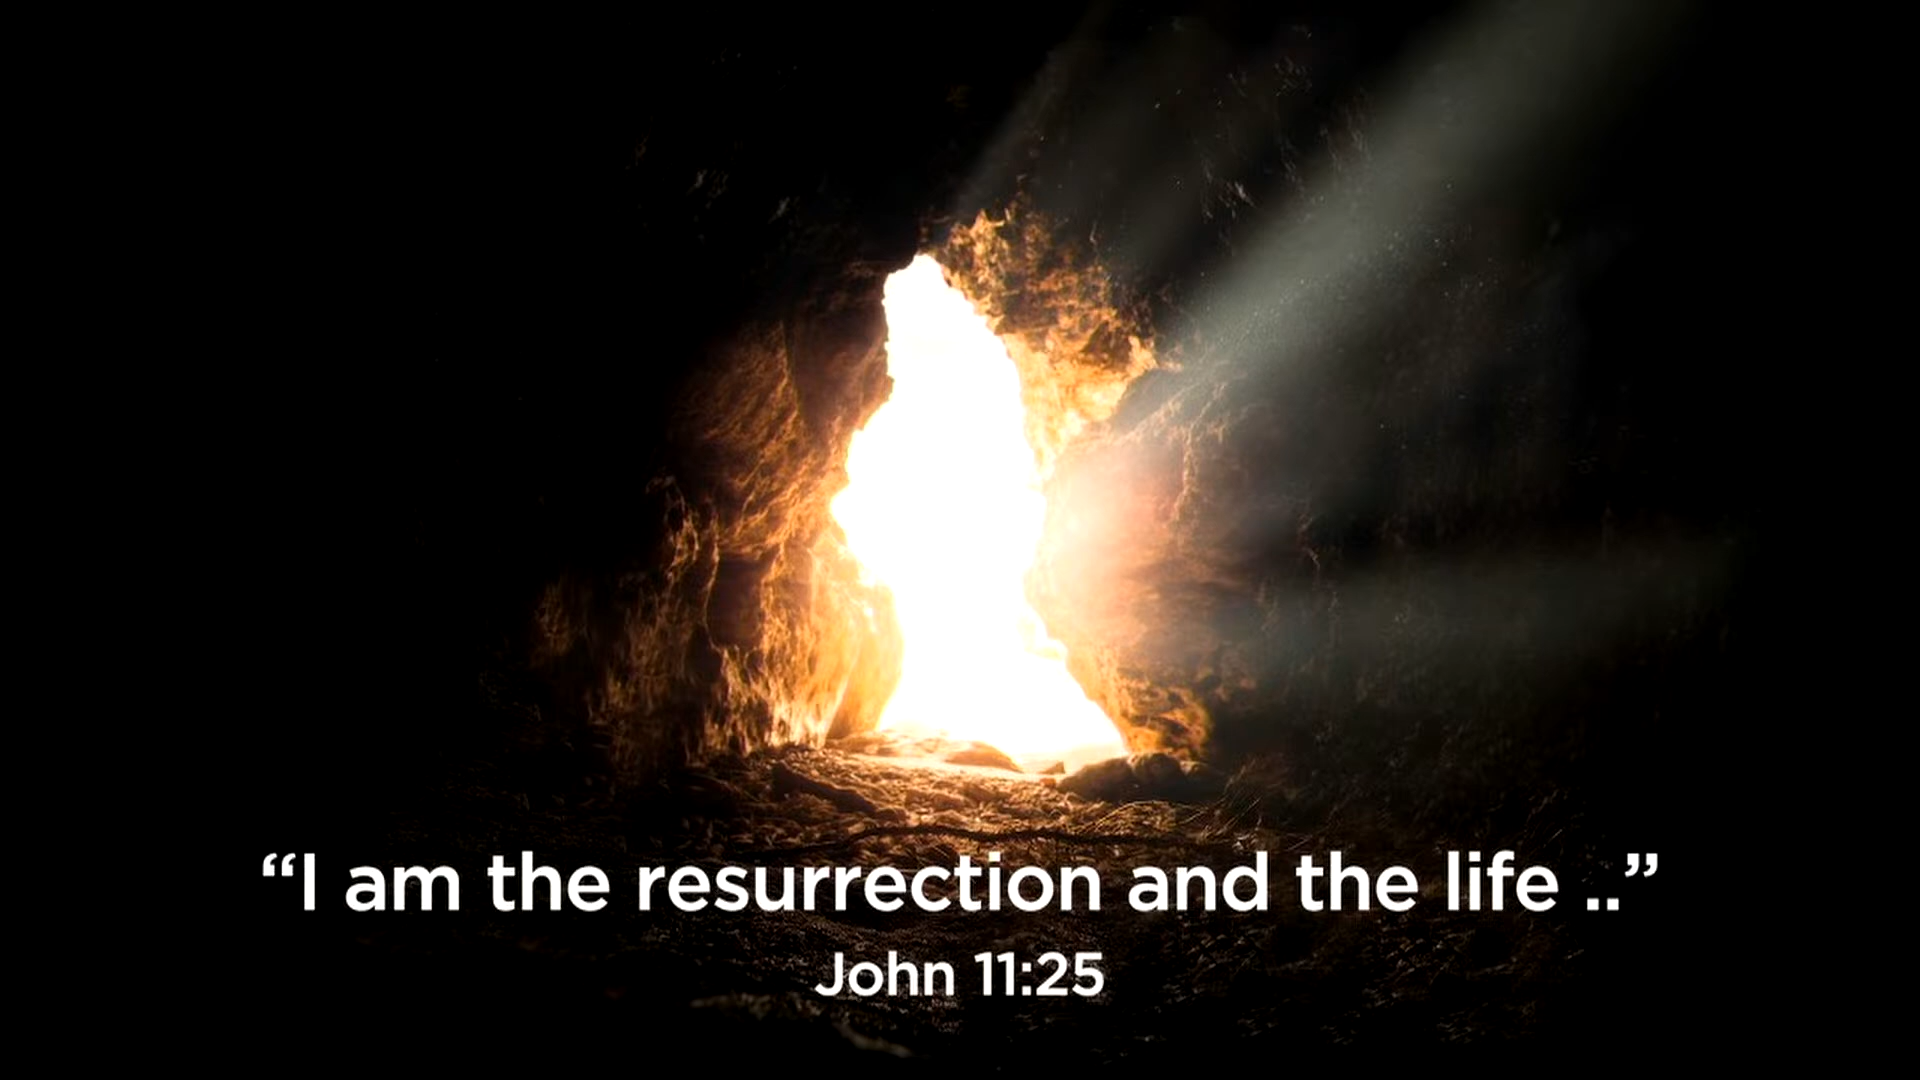 “I am the resurrection and the life ..”
John 11:25